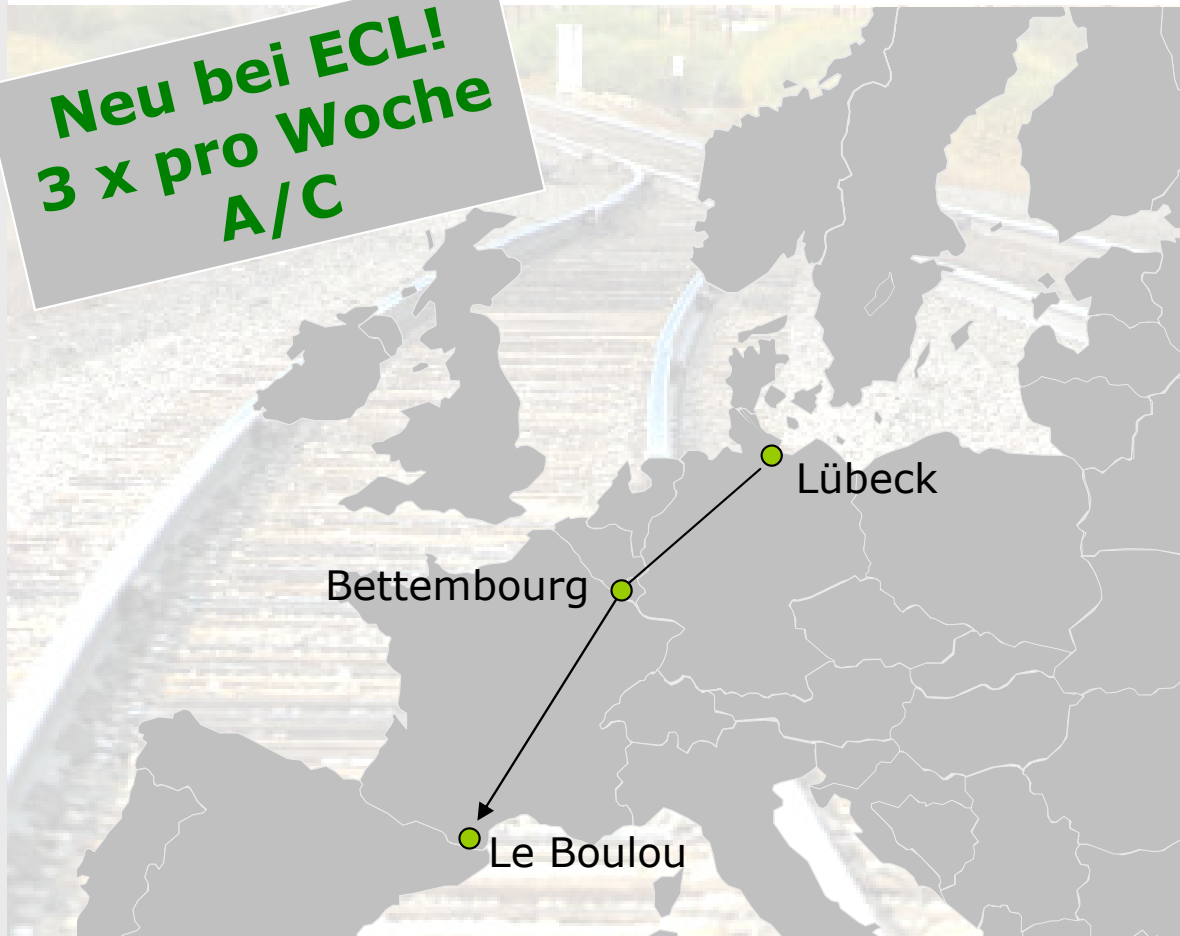 Neu bei ECL!
3 x pro Woche
A/C
Lübeck
Bettembourg
Le Boulou